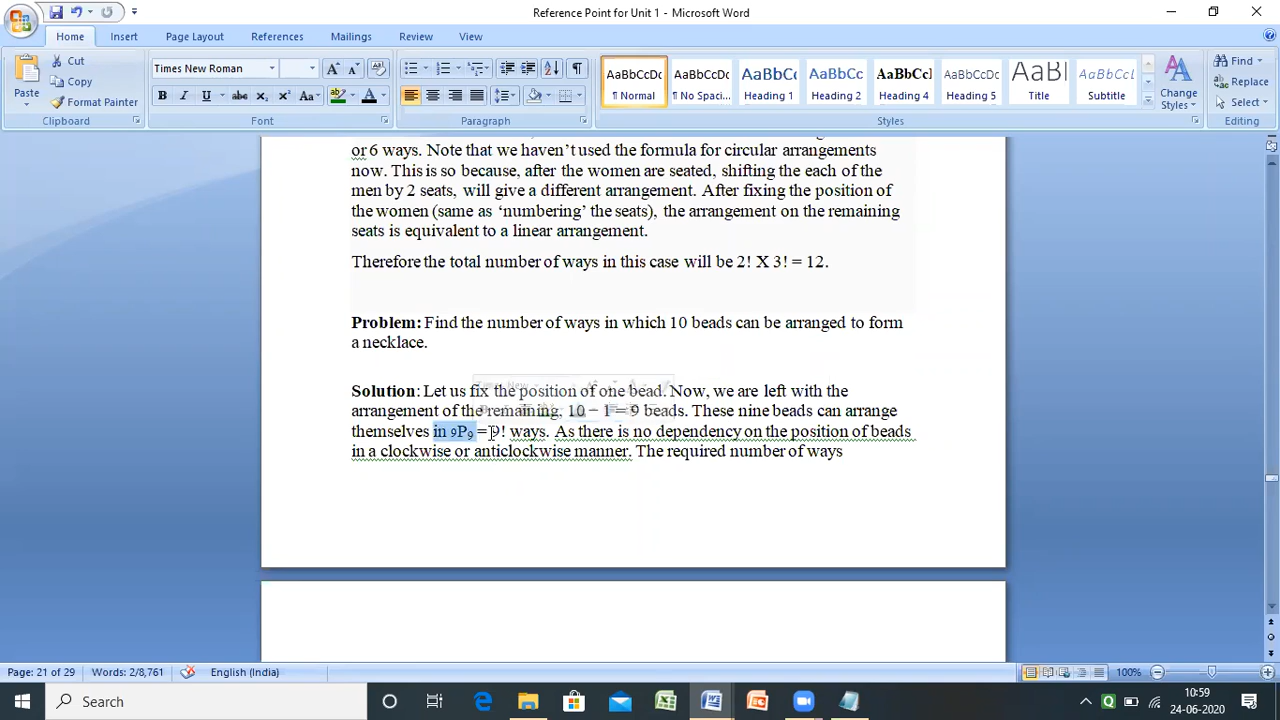 Reference Point for Unit 1 - Microsoft Word
Home Insert Page Layout References Mailings Review View
Paste
Cut
Copy
Format Painter
Clipboard
Times New Roman
Font
Paragraph
AaBbCcDc AaBbCcDc AaBbC AaBbCc AaBbCc AaBbCcDc AaBb AaBbCcL
¶ Normal ¶ No Spaci... Heading 1 Heading 2 Heading 4 Heading 5 Title Subtitle
Change Styles
Styles
Find
Replace
Select
Editing
or 6 ways. Note that we haven’t used the formula for circular arrangements
now. This is so because, after the women are seated, shifting the each of the
men by 2 seats, will give a different arrangement. After fixing the position of
the women (same as ‘numbering’ the seats), the arrangement on the remaining
seats is equivalent to a linear arrangement.
Therefore the total number of ways in this case will be 2! X 3! = 12.
Problem: Find the number of ways in which 10 beads can be arranged to form
a necklace.
Solution: Let us fix the position of one bead. Now, we are left with the
arrangement of the remaining, 10 − 1 = 9 beads. These nine beads can arrange
themselves in ₉P₉ = 9! ways. As there is no dependency on the position of beads
in a clockwise or anticlockwise manner. The required number of ways
Page: 21 of 29 Words: 2/8,761 English (India) 100%
Search
10:59
24-06-2020